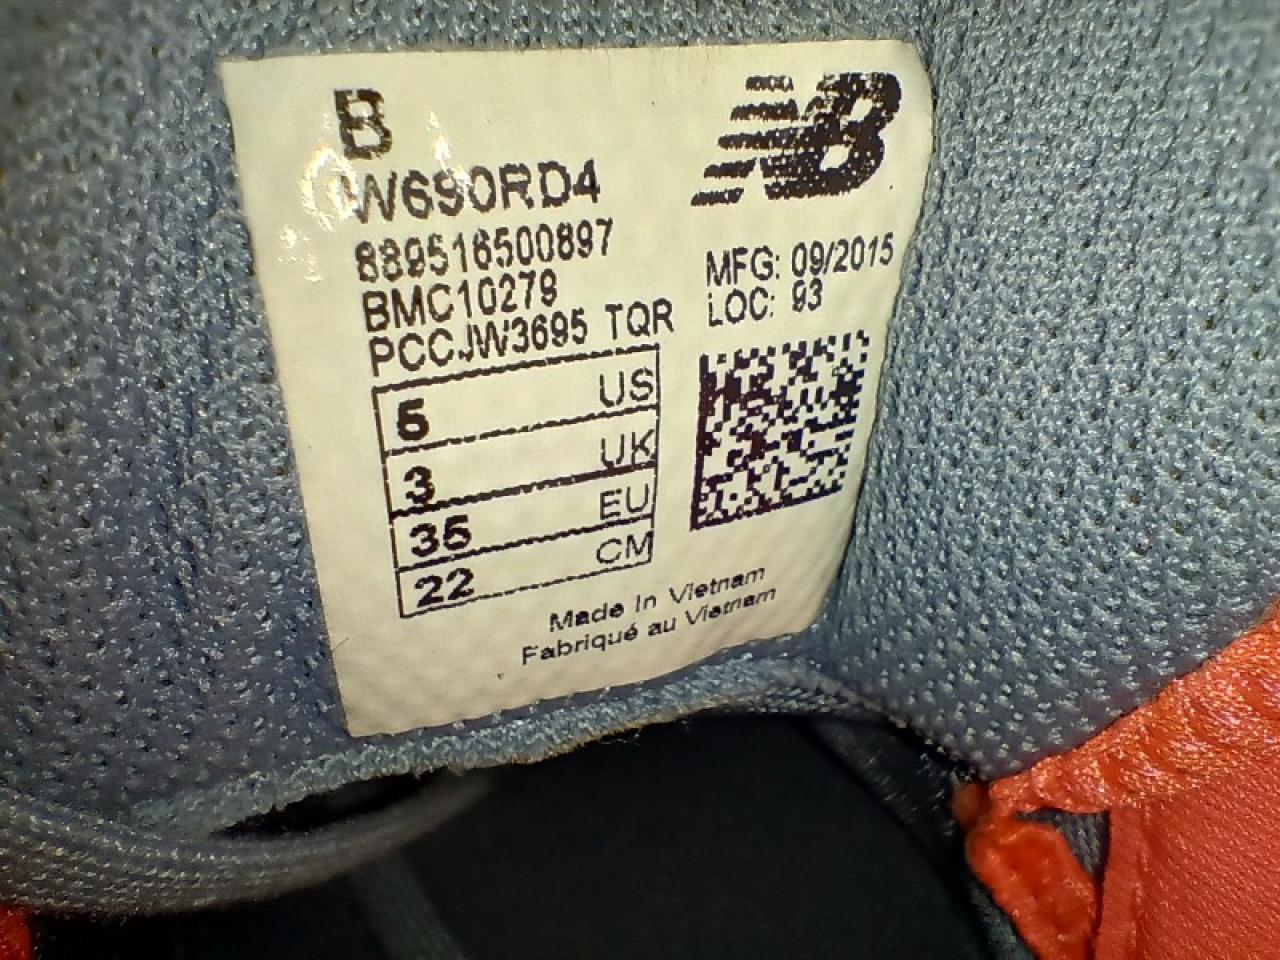 B
W690RD4
889516500897
BMC10279
PCCJW3695 TQR
NB
MFG: 09/2015
LOC: 93
5 US
3 UK
35 EU
22 CM
Made In Vietnam
Fabriqué au Vietnam